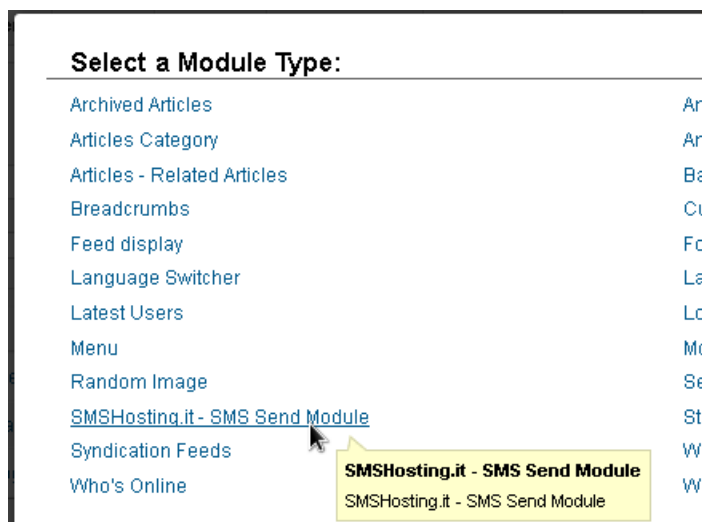 Select a Module Type:
Archived Articles
Articles Category
Articles - Related Articles
Breadcrumbs
Feed display
Language Switcher
Latest Users
Menu
Random Image
SMSHosting.it - SMS Send Module
Syndication Feeds
Who's Online
SMSHosting.it - SMS Send Module
SMSHosting.it - SMS Send Module